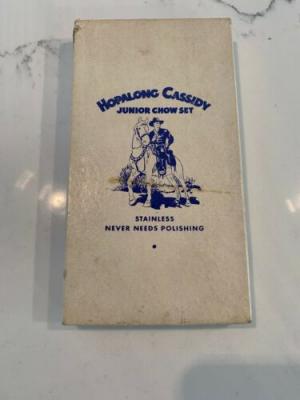 HOPALONG CASSIDY
JUNIOR CHOW SET
STAINLESS
NEVER NEEDS POLISHING